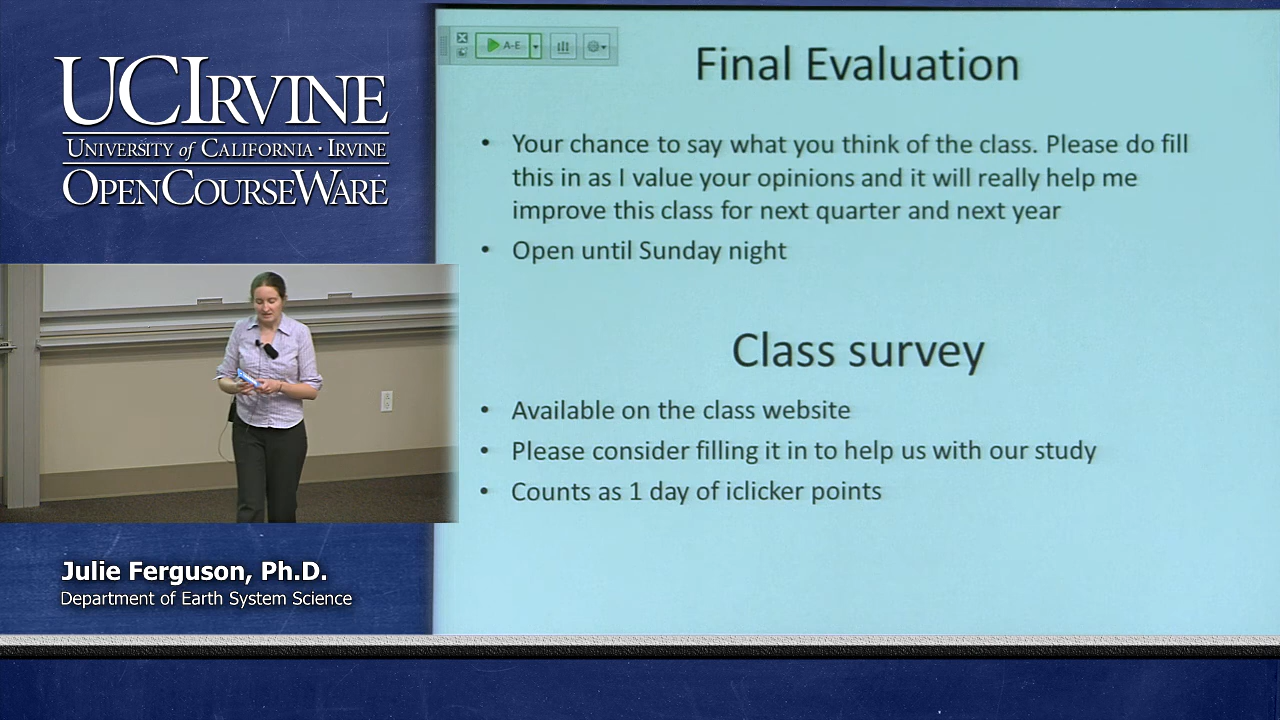 UCIRVINE
UNIVERSITY of CALIFORNIA · IRVINE
OPENCOURSEWARE
A-E
Final Evaluation
• Your chance to say what you think of the class. Please do fill
this in as I value your opinions and it will really help me
improve this class for next quarter and next year
• Open until Sunday night
Class survey
• Available on the class website
• Please consider filling it in to help us with our study
• Counts as 1 day of iclicker points
Julie Ferguson, Ph.D.
Department of Earth System Science